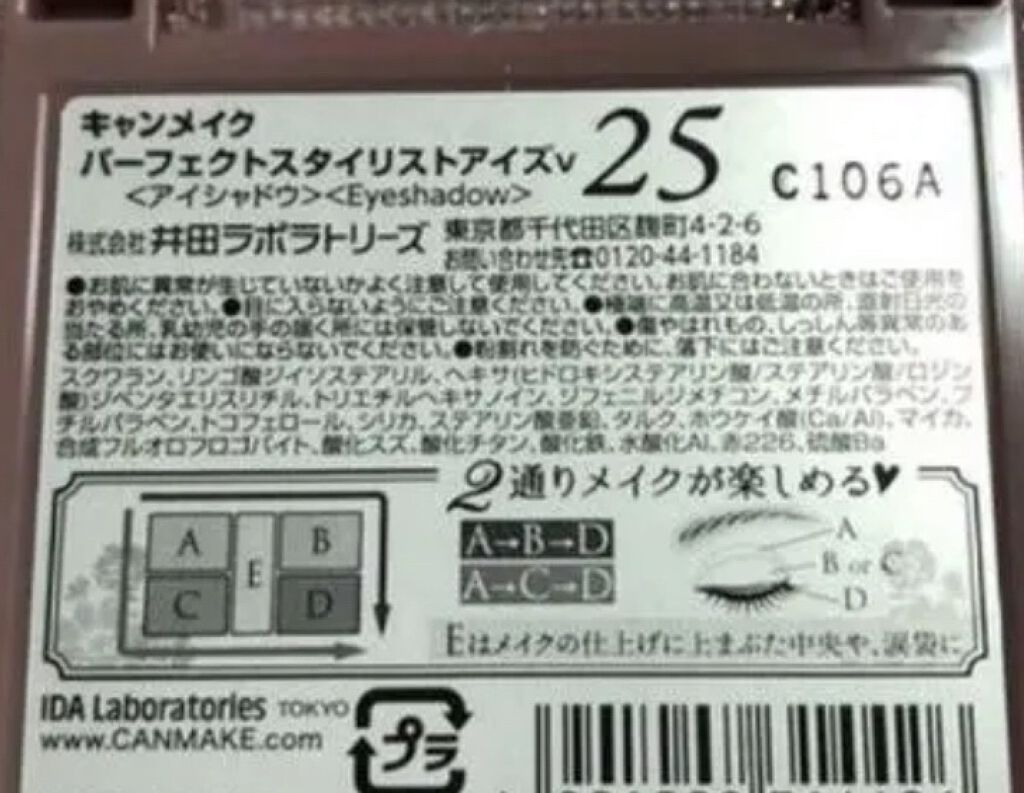 キャンメイク
パーフェクトスタイリストアイズv 25 C106A
<アイシャドウ><Eyeshadow>
株式会社 井田ラボラトリーズ 東京都千代田区麹町4-2-6
お問い合わせ先☎0120-44-1184
●お肌に異常が生じていないかよく注意して使用してください。お肌に合わないときはご使用を
おやめください。●目に入らないようにご注意ください。●極端に高温又は低温の所、直射日光の
当たる所、乳幼児の手の届く所には保管しないでください。●傷やはれもの、しっしん等異常のあ
る部位にはお使いにならないでください。●粉割れを防ぐために、落下にはご注意ください。
スクワラン、リンゴ酸ジイソステアリル、ヘキサ(ヒドロキシステアリン酸/ステアリン酸/ロジン
酸)ジペンタエリスリチル、トリエチルヘキサノイン、ジフェニルジメチコン、メチルパラベン、ブ
チルパラベン、トコフェロール、シリカ、ステアリン酸亜鉛、タルク、ホウケイ酸(Ca/Al)、マイカ、
合成フルオロフロゴパイト、酸化スズ、酸化チタン、酸化鉄、水酸化Al、赤226、硫酸Ba
2通りメイクが楽しめる♥
A B
E
C D
A→B→D
A→C→D
A
B or C
D
Eはメイクの仕上げに上まぶた中央や、涙袋に
IDA Laboratories TOKYO
www.CANMAKE.com
プラ